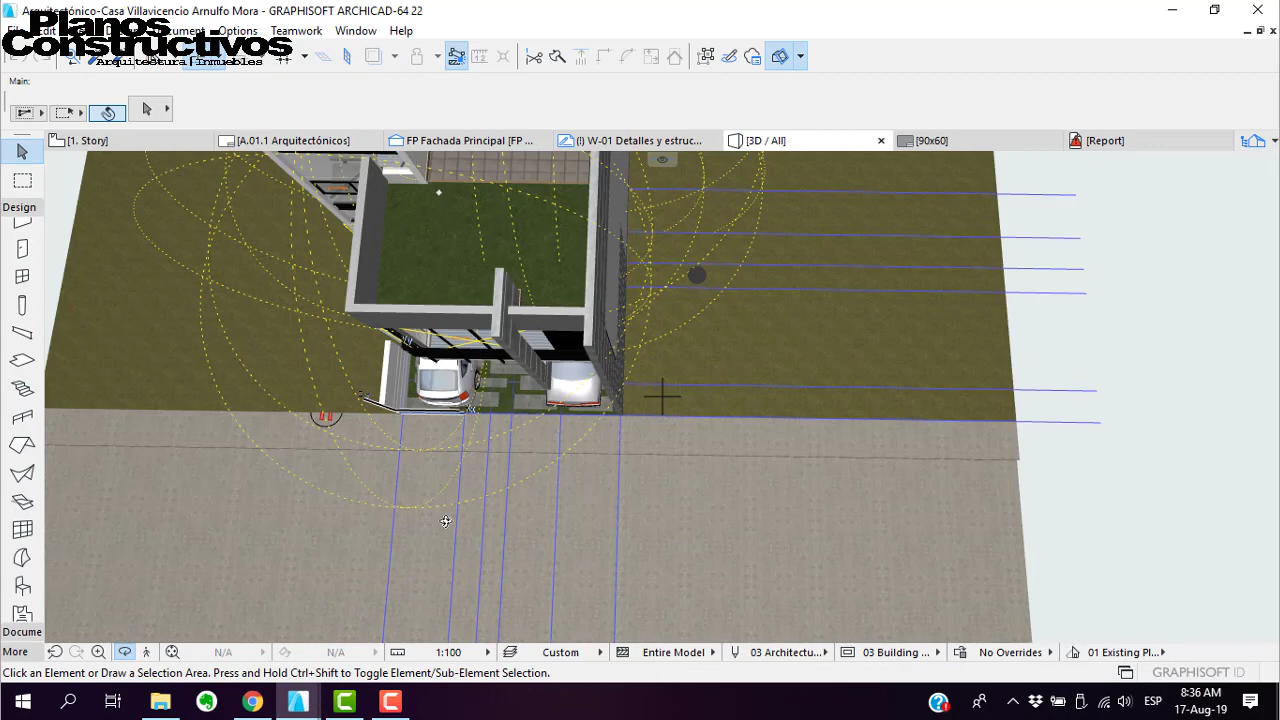 Arquitectónico-Casa Villavicencio Arnulfo Mora - GRAPHISOFT ARCHICAD-64 22
Options Teamwork Window Help
Planos
Constructivos
Arquitectura|Inmuebles
Main:
[1. Story]
[A.01.1 Arquitectónicos]
FP Fachada Principal [FP ...
(!) W-01 Detalles y estruc...
[3D / All]
[90x60]
[Report]
Design
Docume
More
N/A
N/A
1:100
Custom
Entire Model
03 Architectu...
03 Building ...
No Overrides
01 Existing Pl...
Click an Element or Draw a Selection Area. Press and Hold Ctrl+Shift to Toggle Element/Sub-Element Selection.
GRAPHISOFT ID
ESP
8:36 AM
17-Aug-19